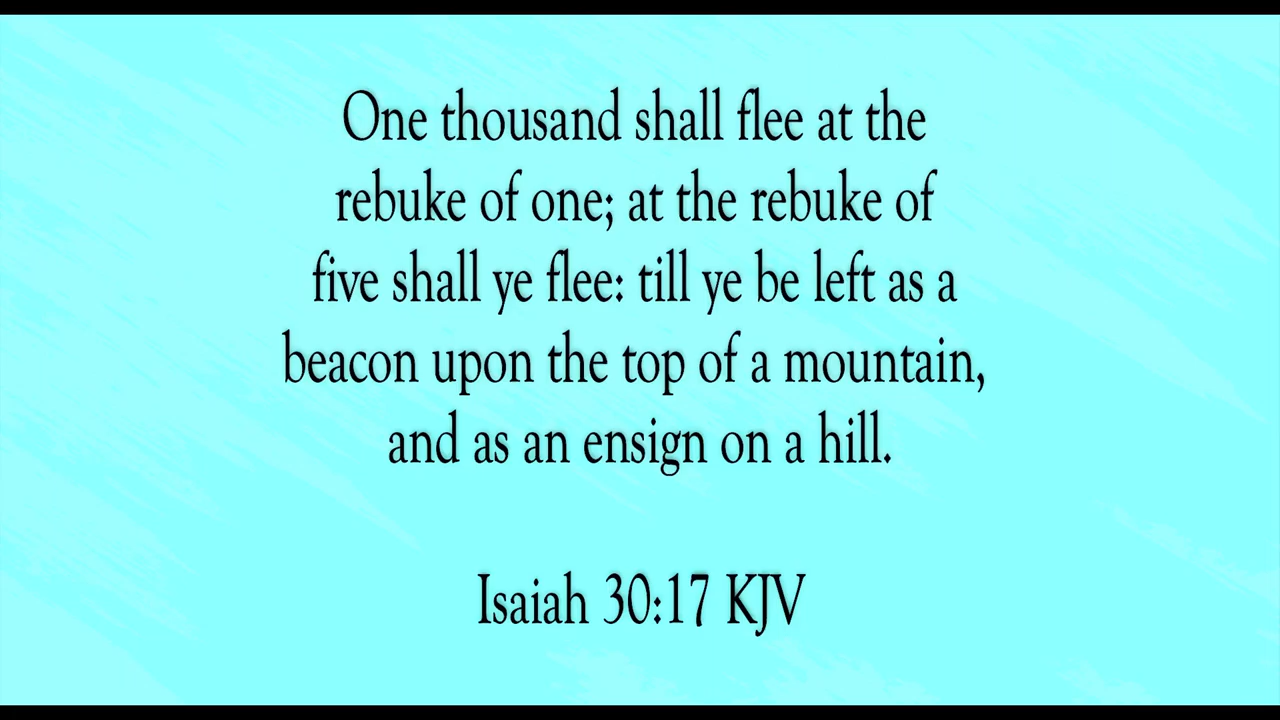 One thousand shall flee at the
rebuke of one; at the rebuke of
five shall ye flee: till ye be left as a
beacon upon the top of a mountain,
and as an ensign on a hill.
Isaiah 30:17 KJV